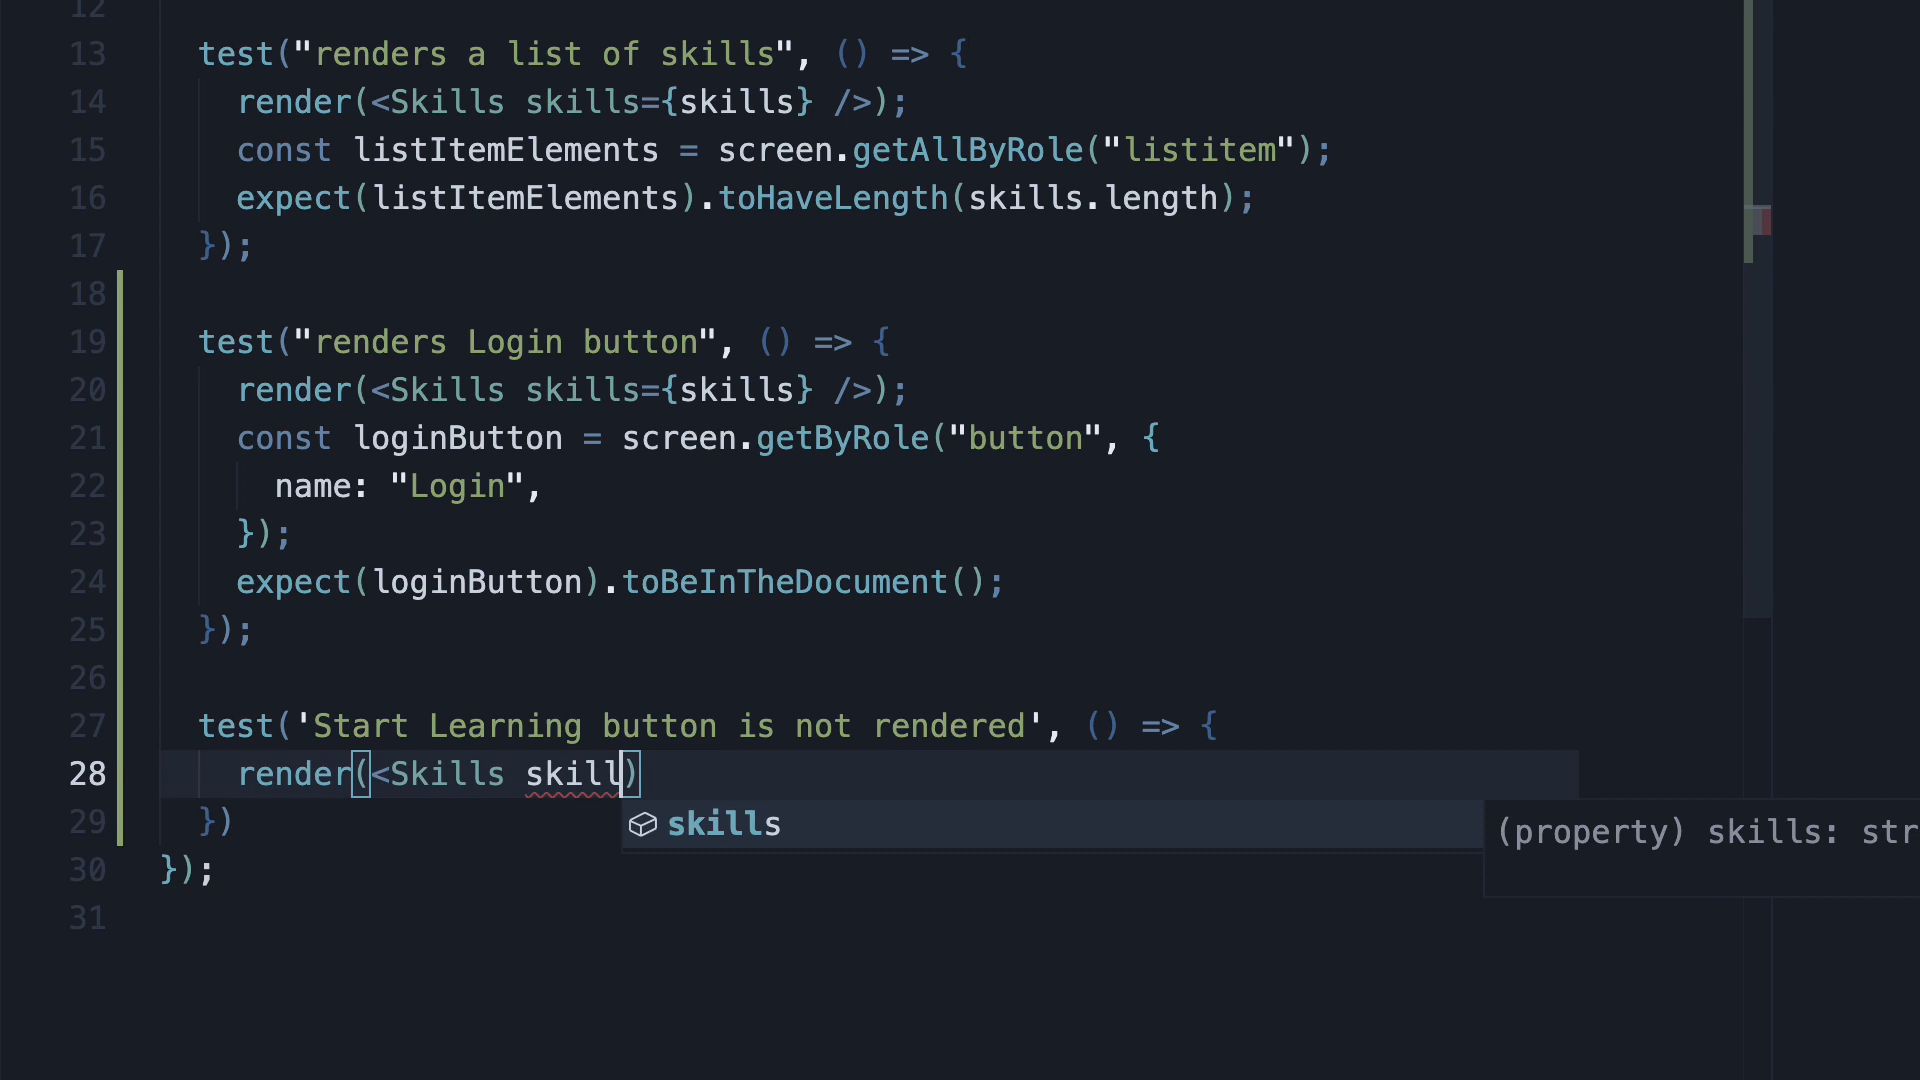 12
13 test("renders a list of skills", () => {
14 render(<Skills skills={skills} />);
15 const listItemElements = screen.getAllByRole("listitem");
16 expect(listItemElements).toHaveLength(skills.length);
17 });
18
19 test("renders Login button", () => {
20 render(<Skills skills={skills} />);
21 const loginButton = screen.getByRole("button", {
22 name: "Login",
23 });
24 expect(loginButton).toBeInTheDocument();
25 });
26
27 test('Start Learning button is not rendered', () => {
28 render(<Skills skill)
29 })
skills
(property) skills: str
30 });
31